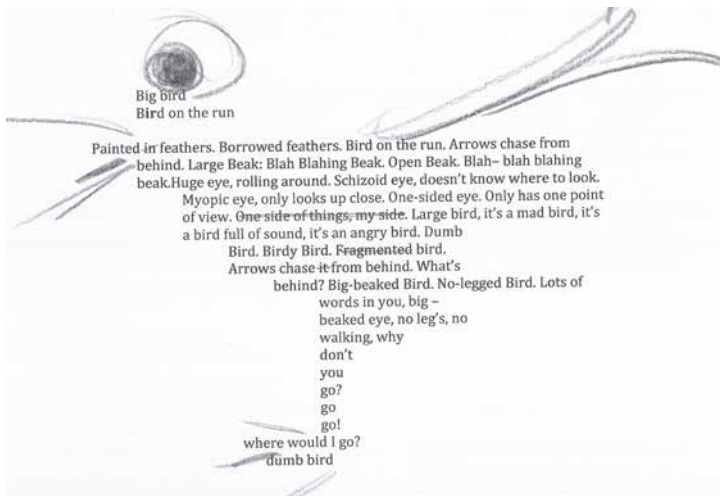 Big bird
Bird on the run
Painted in feathers. Borrowed feathers. Bird on the run. Arrows chase from
behind. Large Beak: Blah Blahing Beak. Open Beak. Blah– blah blahing
beak.Huge eye, rolling around. Schizoid eye, doesn't know where to look.
Myopic eye, only looks up close. One-sided eye. Only has one point
of view. One side of things, my side. Large bird, it's a mad bird, it's
a bird full of sound, it's an angry bird. Dumb
Bird. Birdy Bird. Fragmented bird.
Arrows chase it from behind. What's
behind? Big-beaked Bird. No-legged Bird. Lots of
words in you, big –
beaked eye, no leg's, no
walking, why
don't
you
go?
go
go!
where would I go?
dumb bird